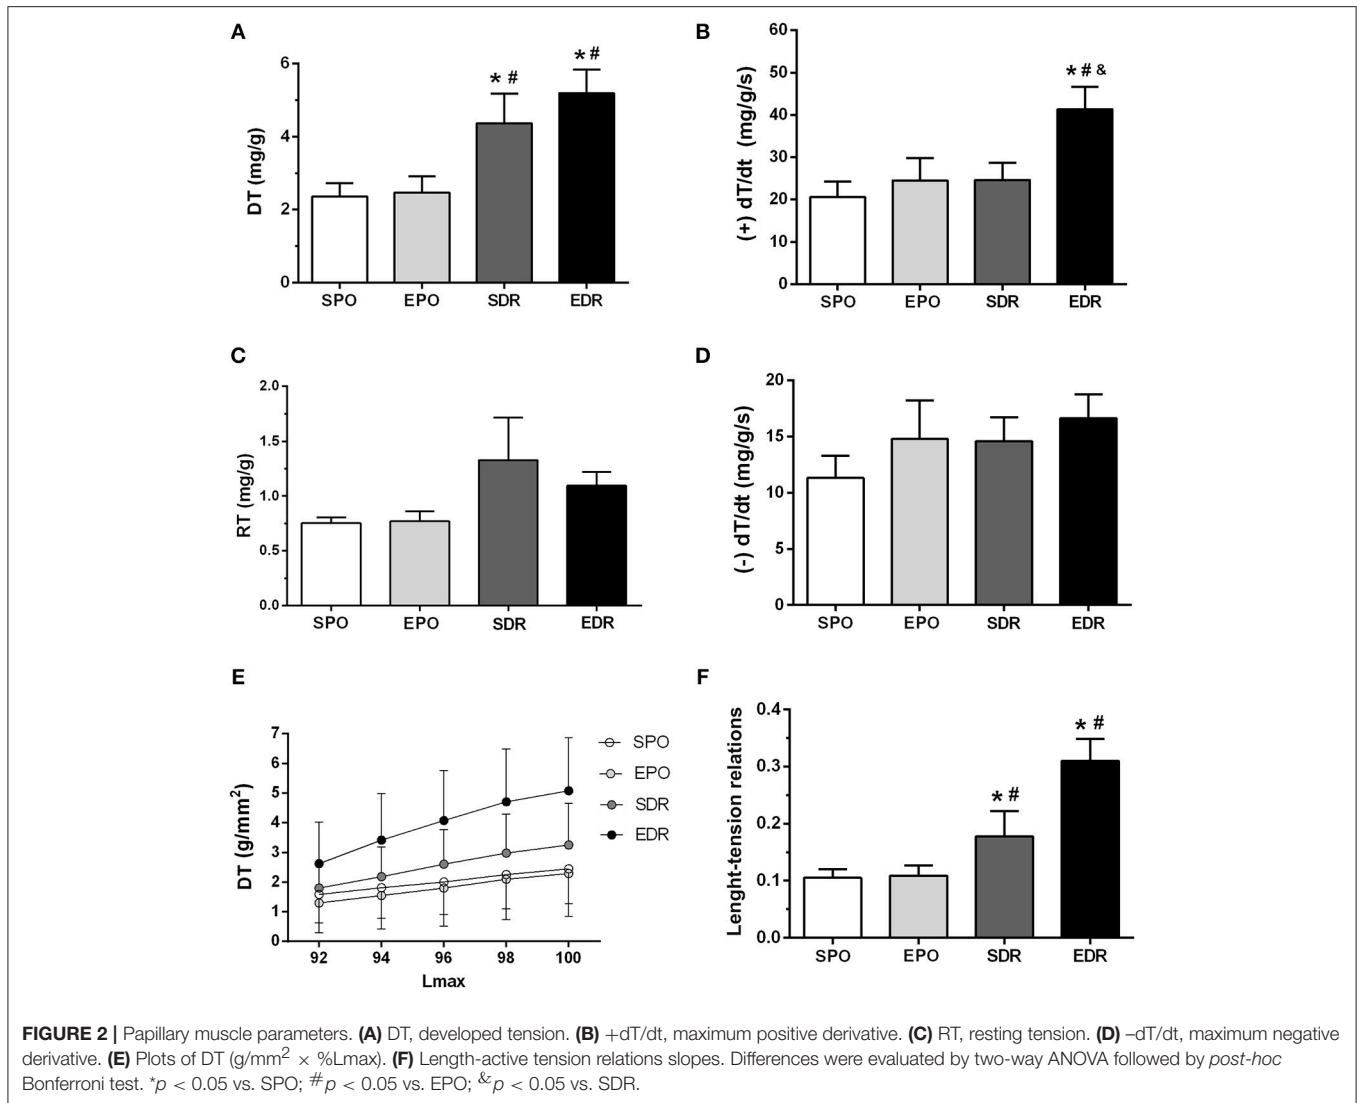 A
6
4
2
0
DT (mg/g)
* #
* #
SPO EPO SDR EDR
B
60
50
40
30
20
10
0
(+) dT/dt (mg/g/s)
* # &
SPO EPO SDR EDR
C
2.0
1.5
1.0
0.5
0.0
RT (mg/g)
SPO EPO SDR EDR
D
20
15
10
5
0
(-) dT/dt (mg/g/s)
SPO EPO SDR EDR
E
7
6
5
4
3
2
1
0
DT (g/mm²)
92 94 96 98 100
Lmax
SPO
EPO
SDR
EDR
F
0.4
0.3
0.2
0.1
0.0
Lenght-tension relations
* #
* #
SPO EPO SDR EDR
FIGURE 2 | Papillary muscle parameters. (A) DT, developed tension. (B) +dT/dt, maximum positive derivative. (C) RT, resting tension. (D) –dT/dt, maximum negative
derivative. (E) Plots of DT (g/mm² × %Lmax). (F) Length-active tension relations slopes. Differences were evaluated by two-way ANOVA followed by post-hoc
Bonferroni test. *p < 0.05 vs. SPO; #p < 0.05 vs. EPO; &p < 0.05 vs. SDR.